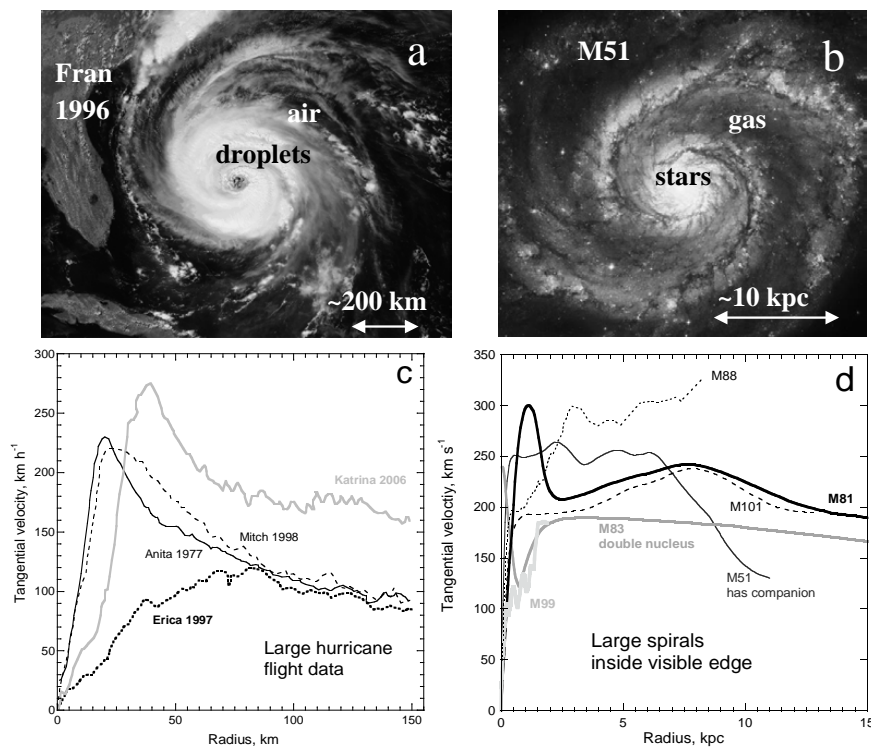 a
Fran
1996
air
droplets
~200 km
b
M51
gas
stars
~10 kpc
c
300
250
200
150
100
50
0
0
50
100
150
Tangential velocity, km h-1
Radius, km
Katrina 2006
Mitch 1998
Anita 1977
Erica 1997
Large hurricane
flight data
d
350
300
250
200
150
100
50
0
0
5
10
15
Tangential veloctiy, km s-1
Radius, kpc
M88
M81
M101
M83
double nucleus
M51
has companion
M99
Large spirals
inside visible edge